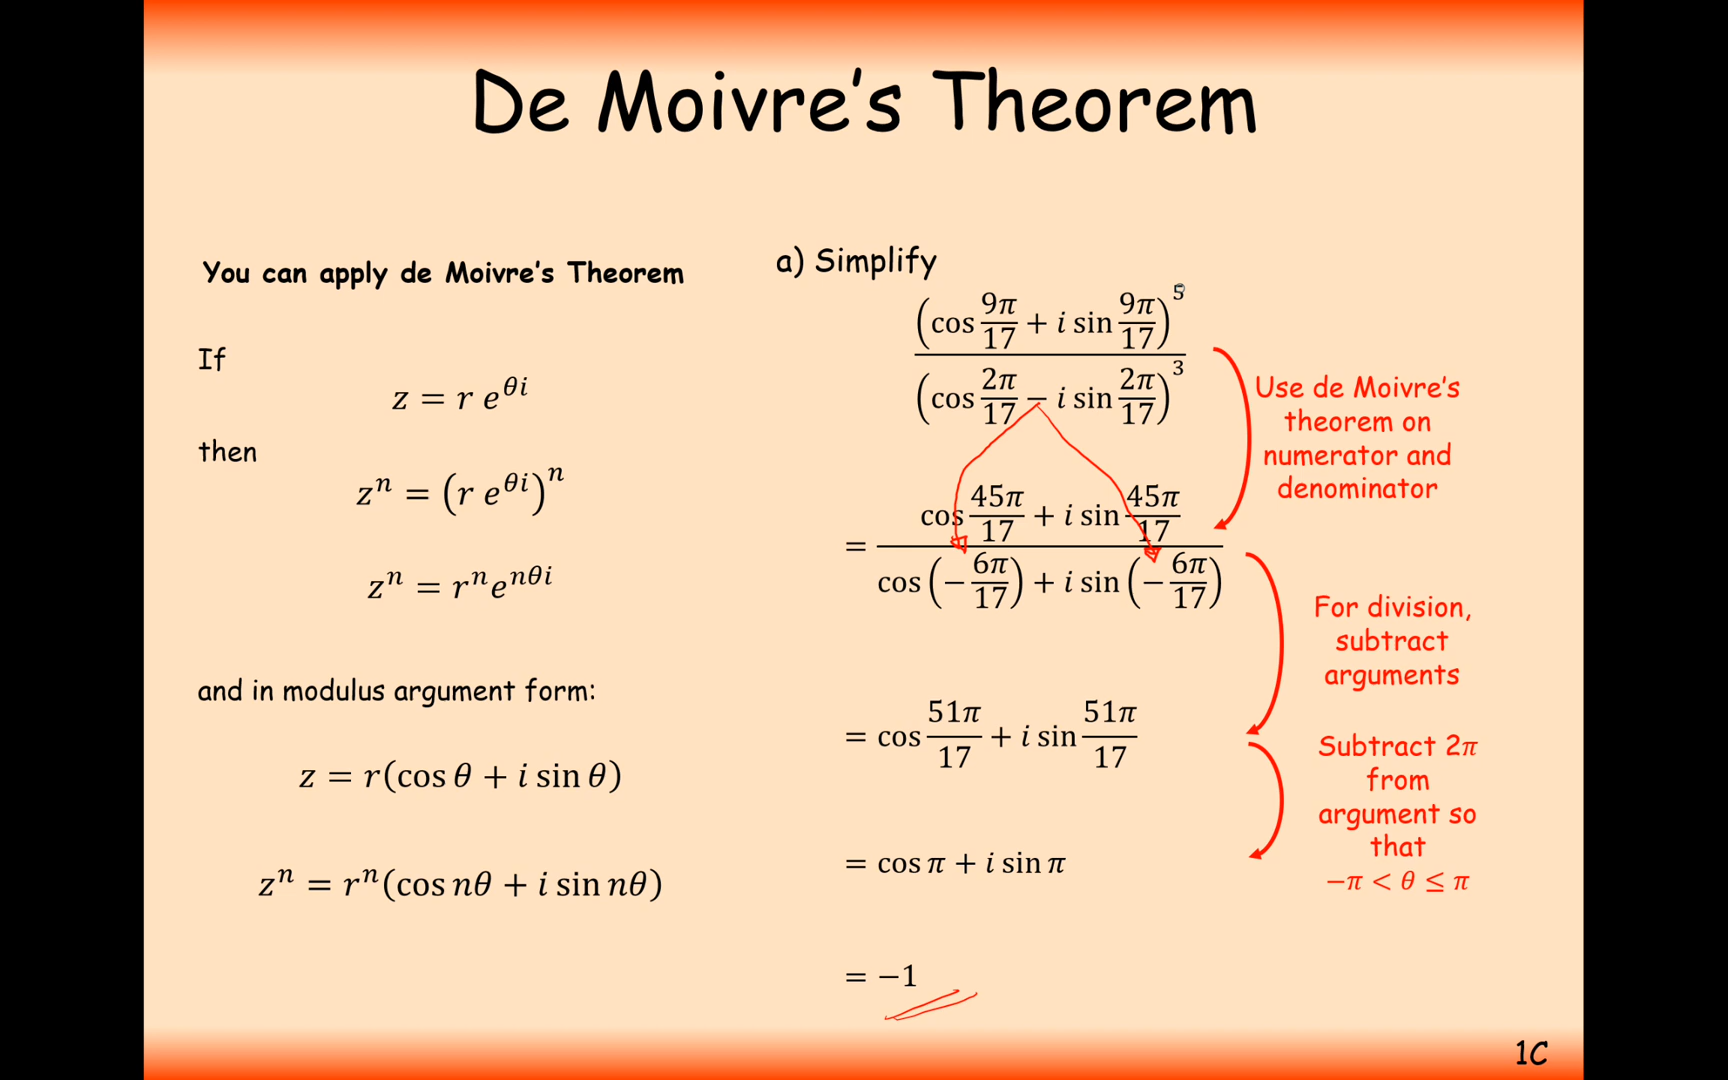 De Moivre's Theorem
You can apply de Moivre's Theorem
If
z = r e^{θi}
then
z^n = (r e^{θi})^n
z^n = r^n e^{nθi}
and in modulus argument form:
z = r(cos θ + i sin θ)
z^n = r^n(cos nθ + i sin nθ)
a) Simplify
(cos 9π/17 + i sin 9π/17)^5
(cos 2π/17 − i sin 2π/17)^3
Use de Moivre's
theorem on
numerator and
denominator
cos 45π/17 + i sin 45π/17
=
cos (−6π/17) + i sin (−6π/17)
For division,
subtract
arguments
= cos 51π/17 + i sin 51π/17
Subtract 2π
from
argument so
that
−π < θ ≤ π
= cos π + i sin π
= −1
1C